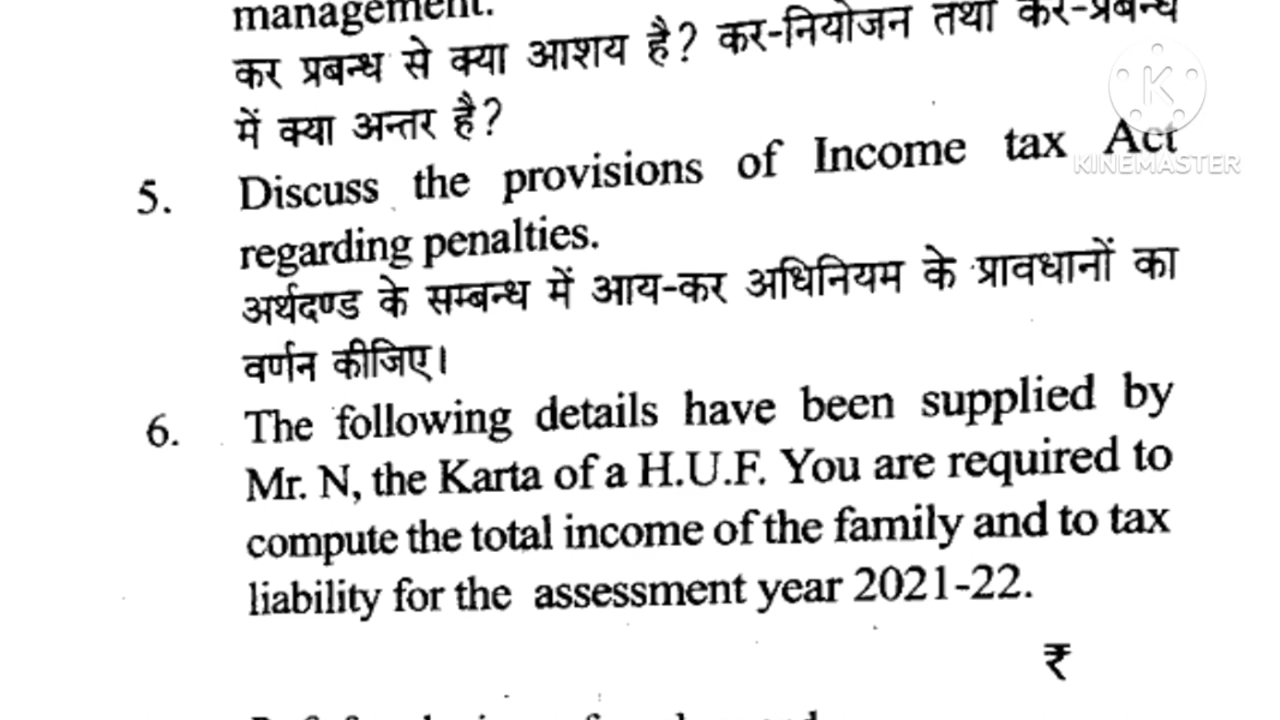 management.
कर प्रबन्ध से क्या आशय है? कर-नियोजन तथा कर-प्रबन्ध
में क्या अन्तर है?
K
KINEMASTER
5. Discuss the provisions of Income tax Act
regarding penalties.
अर्थदण्ड के सम्बन्ध में आय-कर अधिनियम के प्रावधानों का
वर्णन कीजिए।
6. The following details have been supplied by
Mr. N, the Karta of a H.U.F. You are required to
compute the total income of the family and to tax
liability for the assessment year 2021-22.
₹